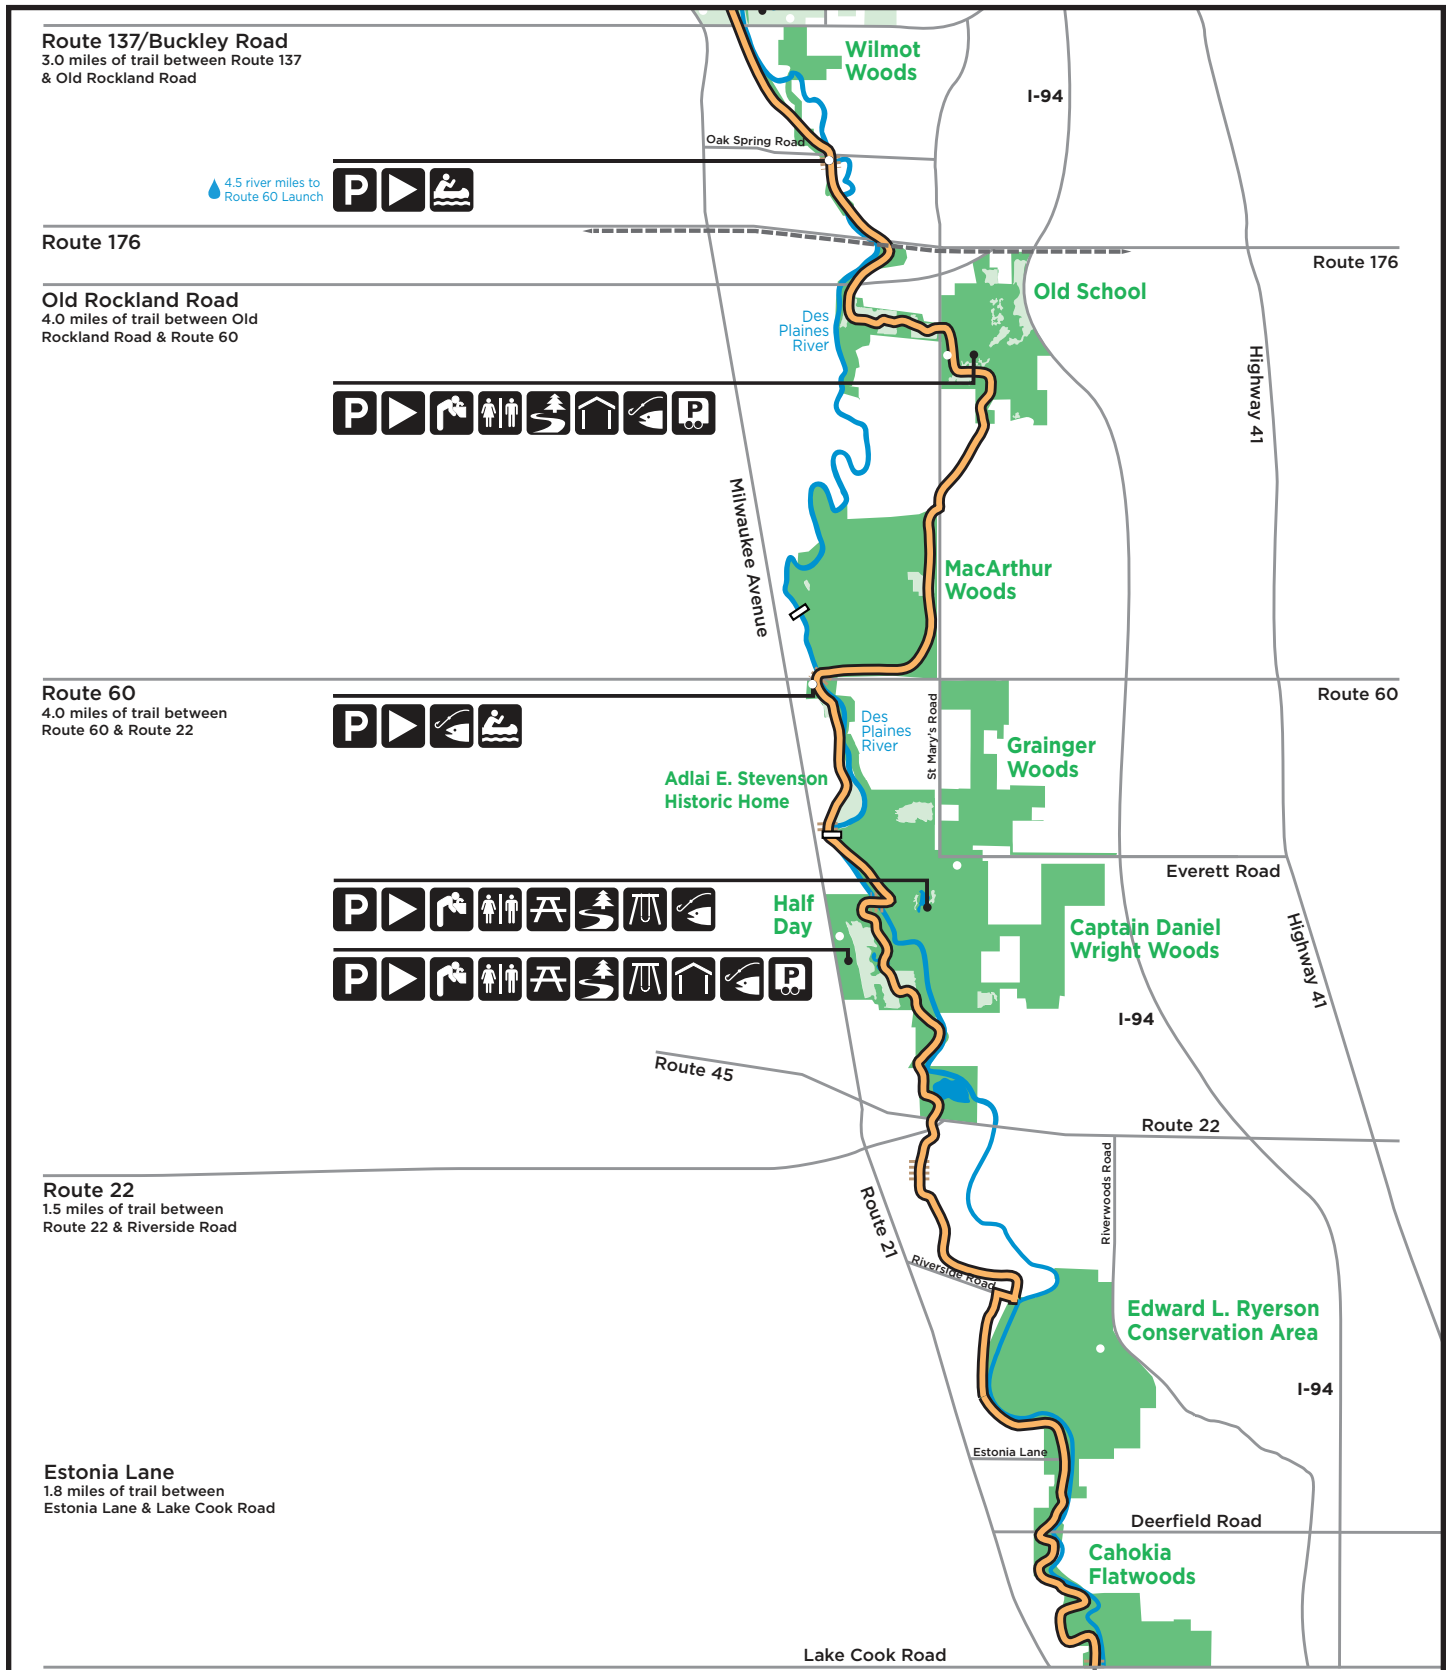 Route 137/Buckley Road
3.0 miles of trail between Route 137
& Old Rockland Road
Wilmot
Woods
I-94
Oak Spring Road
4.5 river miles to
Route 60 Launch
P
Route 176
Route 176
Old Rockland Road
4.0 miles of trail between Old
Rockland Road & Route 60
Old School
Des
Plaines
River
Highway 41
P
P
Milwaukee Avenue
MacArthur
Woods
Route 60
4.0 miles of trail between
Route 60 & Route 22
Route 60
P
Des
Plaines
River
St Mary's Road
Grainger
Woods
Adlai E. Stevenson
Historic Home
Everett Road
P
Half
Day
Captain Daniel
Wright Woods
Highway 41
P
P
I-94
Route 45
Route 22
Riverwoods Road
Route 22
1.5 miles of trail between
Route 22 & Riverside Road
Route 21
Riverside Road
Edward L. Ryerson
Conservation Area
I-94
Estonia Lane
Estonia Lane
1.8 miles of trail between
Estonia Lane & Lake Cook Road
Deerfield Road
Cahokia
Flatwoods
Lake Cook Road